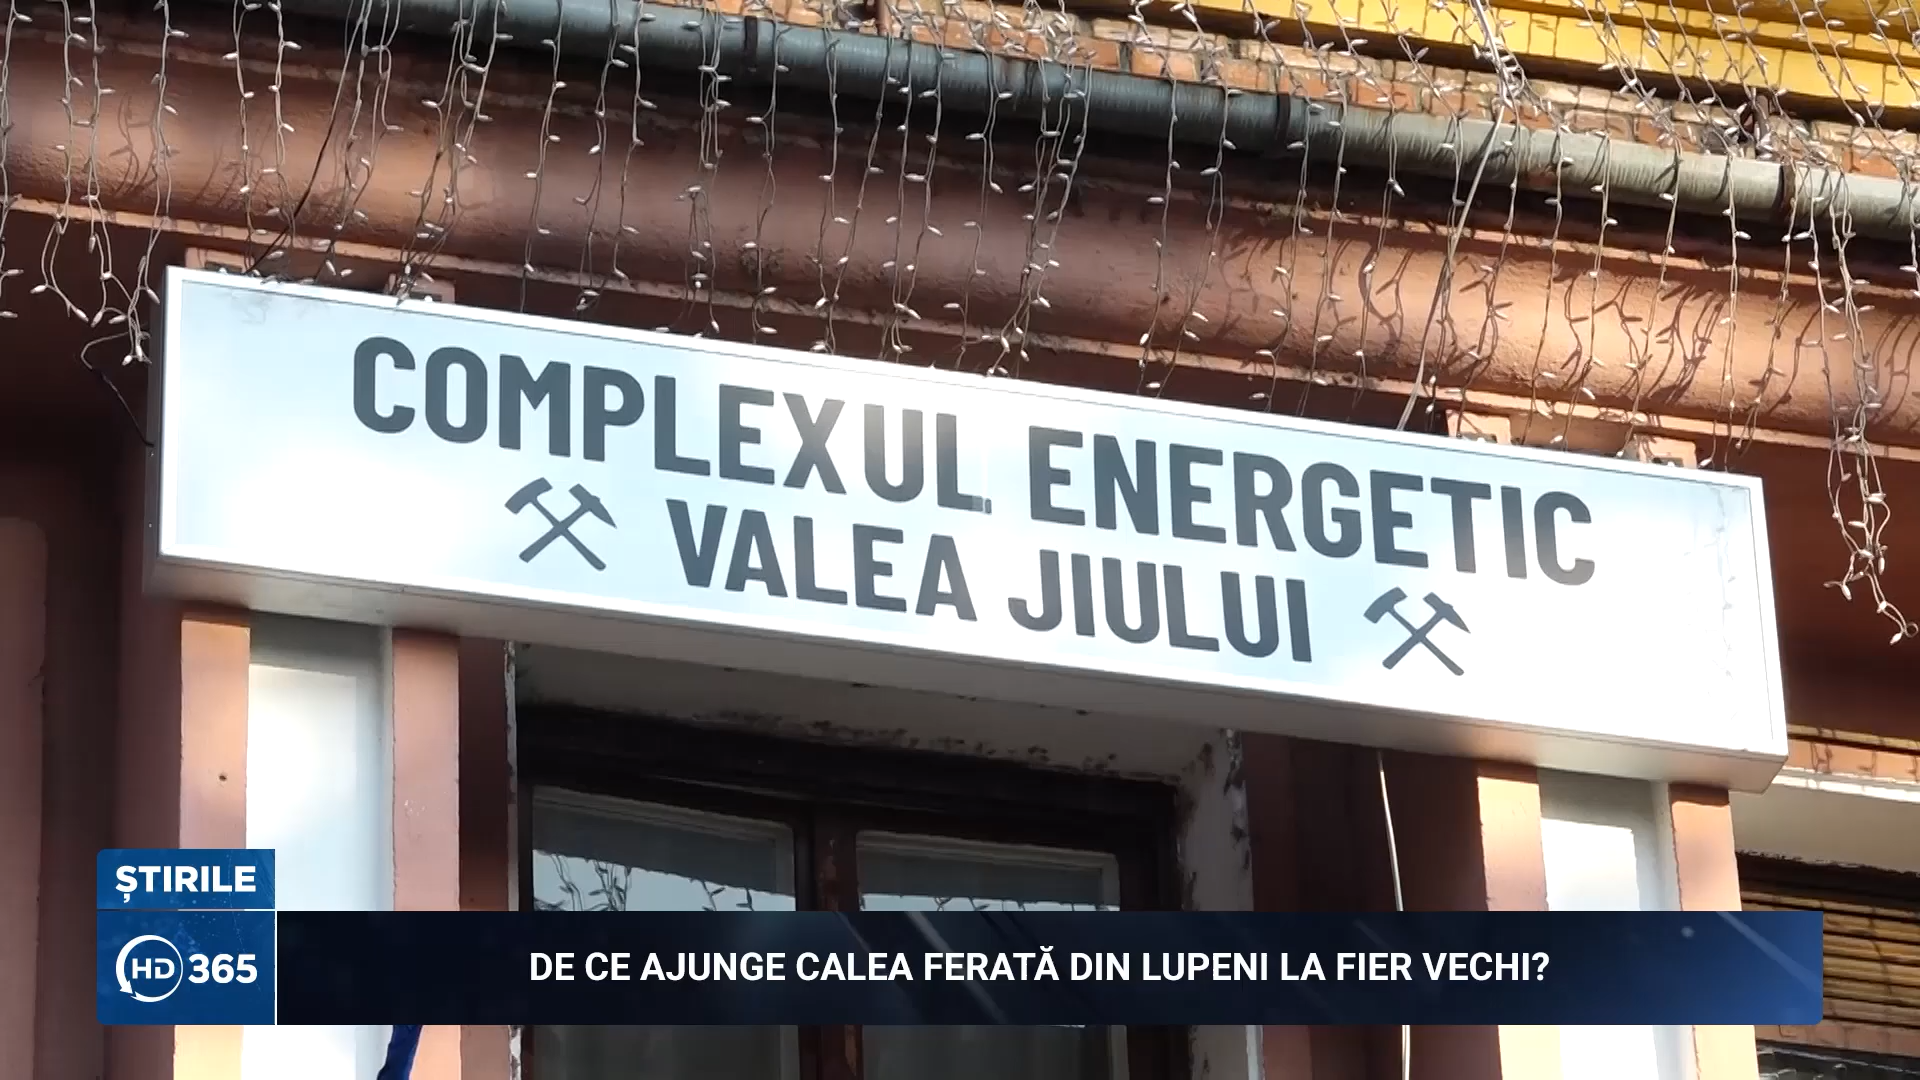 COMPLEXUL ENERGETIC
VALEA JIULUI
ȘTIRILE
HD 365
DE CE AJUNGE CALEA FERATĂ DIN LUPENI LA FIER VECHI?